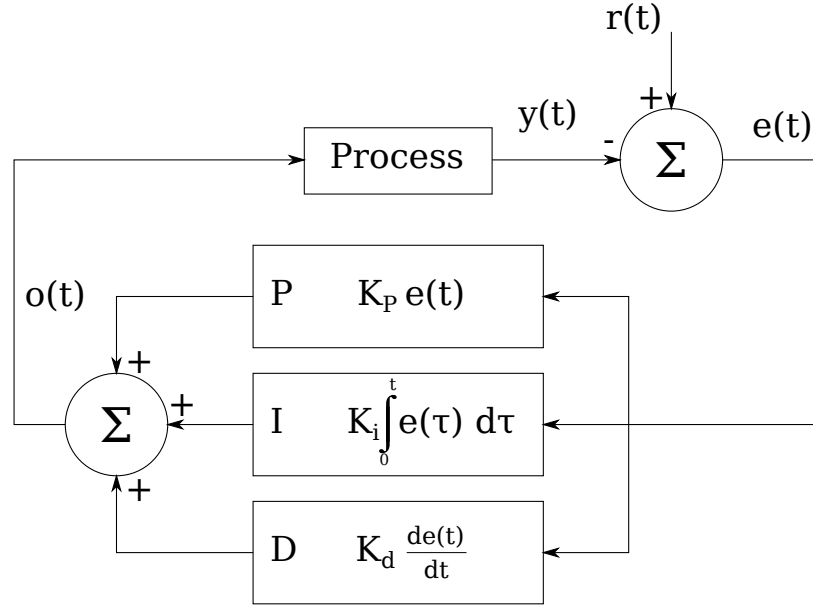 r(t)
y(t)
+
e(t)
-
Process
Σ
o(t)
P K_P e(t)
+
+
Σ
I K_i ∫_0^t e(τ) dτ
+
D K_d de(t)/dt